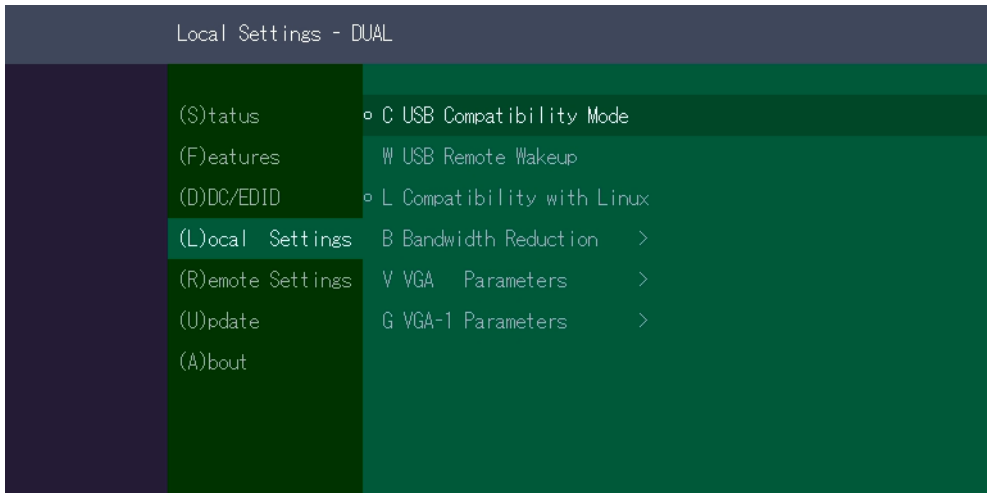 Local Settings - DUAL
(S)tatus
(F)eatures
(D)DC/EDID
(L)ocal Settings
(R)emote Settings
(U)pdate
(A)bout
C USB Compatibility Mode
W USB Remote Wakeup
L Compatibility with Linux
B Bandwidth Reduction >
V VGA Parameters >
G VGA-1 Parameters >